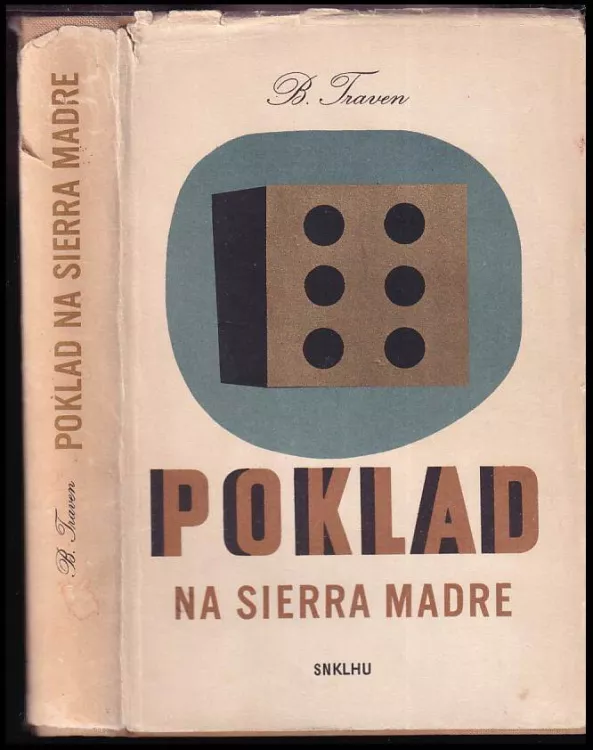 B. Traven
POKLAD NA SIERRA MADRE
B. Traven
POKLAD
NA SIERRA MADRE
SNKLHU